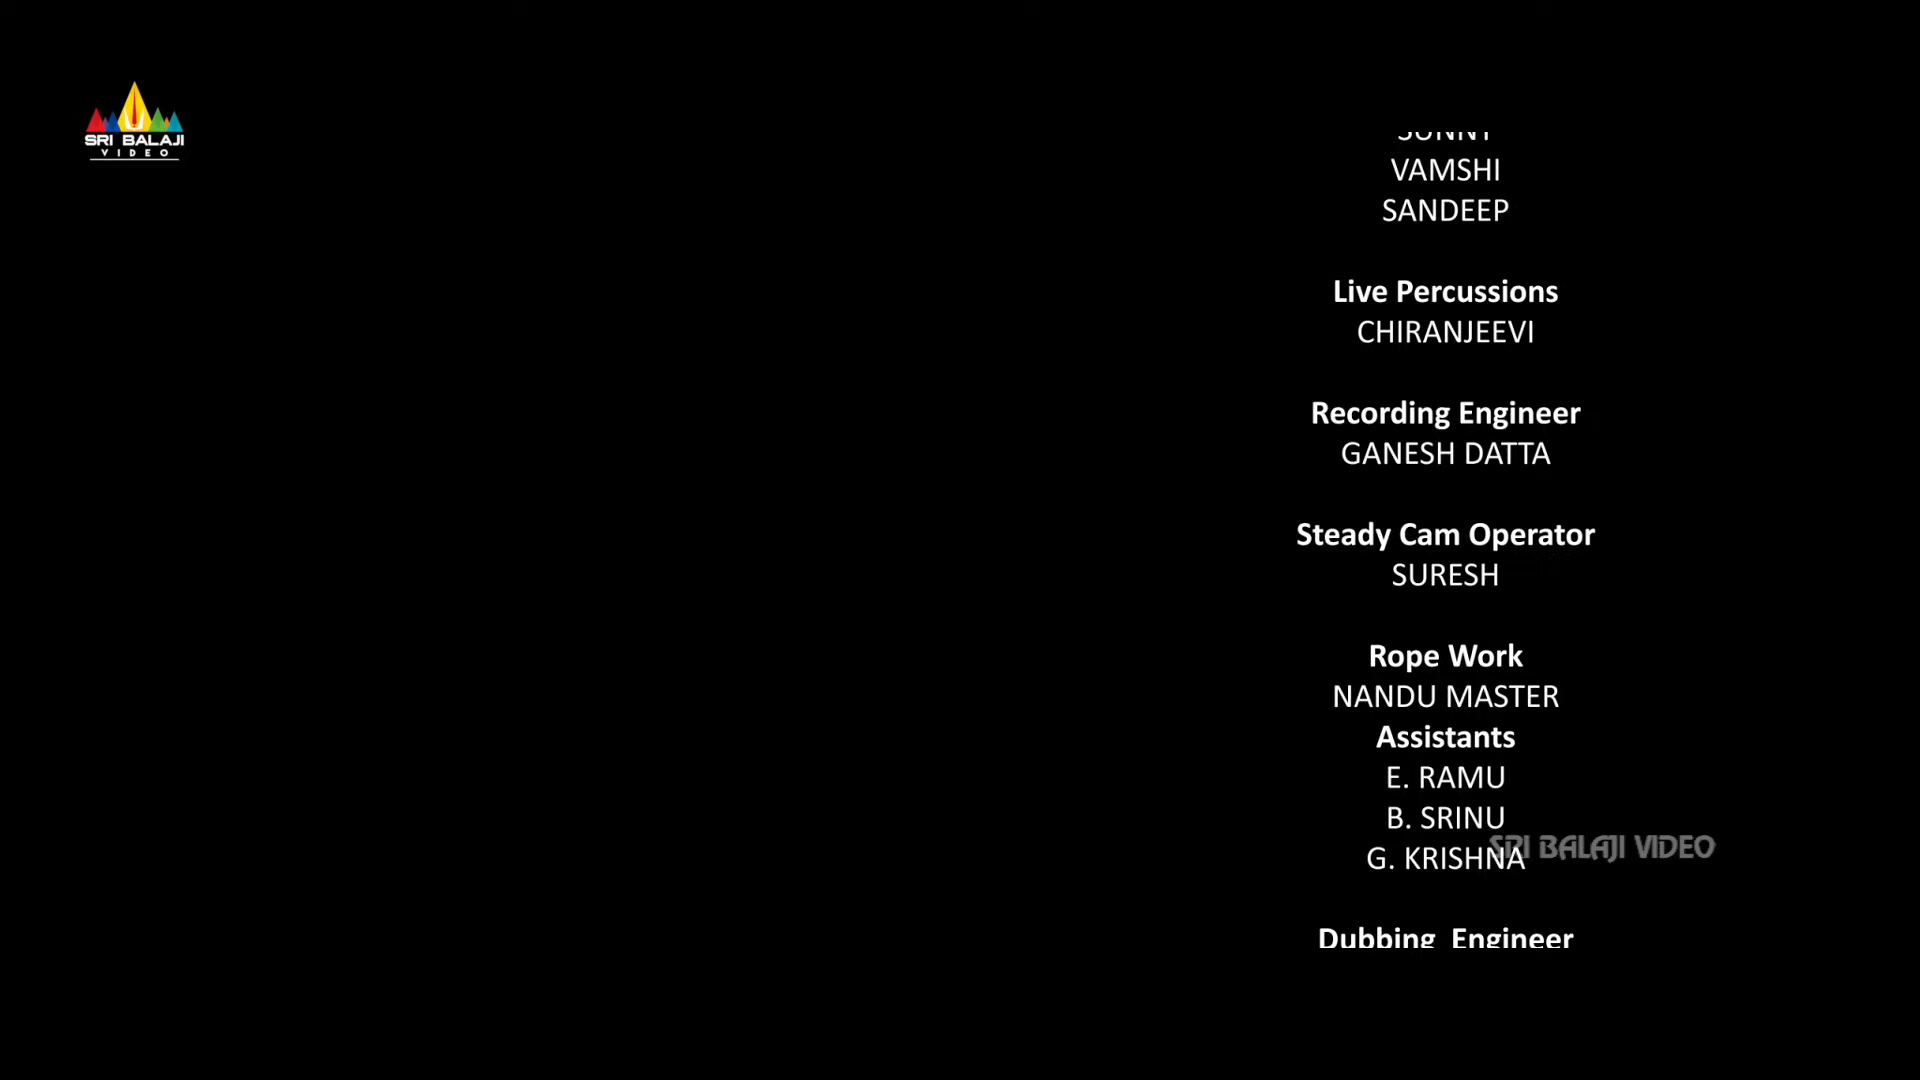 SRI BALAJI
VIDEO
SUNNY
VAMSHI
SANDEEP
Live Percussions
CHIRANJEEVI
Recording Engineer
GANESH DATTA
Steady Cam Operator
SURESH
Rope Work
NANDU MASTER
Assistants
E. RAMU
B. SRINU
G. KRISHNA
SRI BALAJI VIDEO
Dubbing Engineer